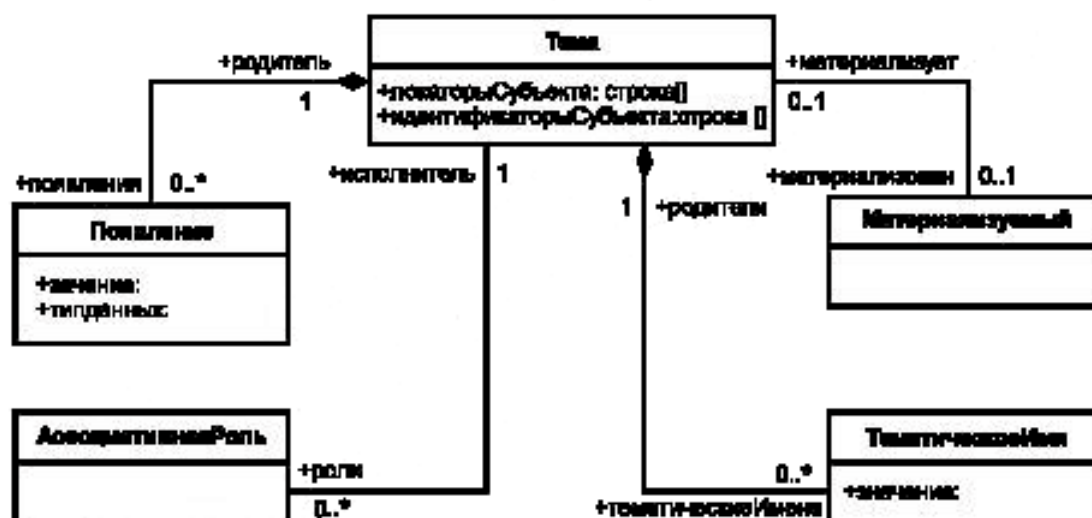 Тема
+родитель
+материализует
1
+локаторыСубъекта: строка[]
0..1
+идентификаторыСубъекта:строка []
+появления
0..*
+исполнитель
1
+материализован
0..1
1
+родители
Появление
Материализуемый
+типданных:
АссоциативнаяРоль
ТематическоеИмя
+роли
0..*
0..*
+значение:
+тематическиеИмена